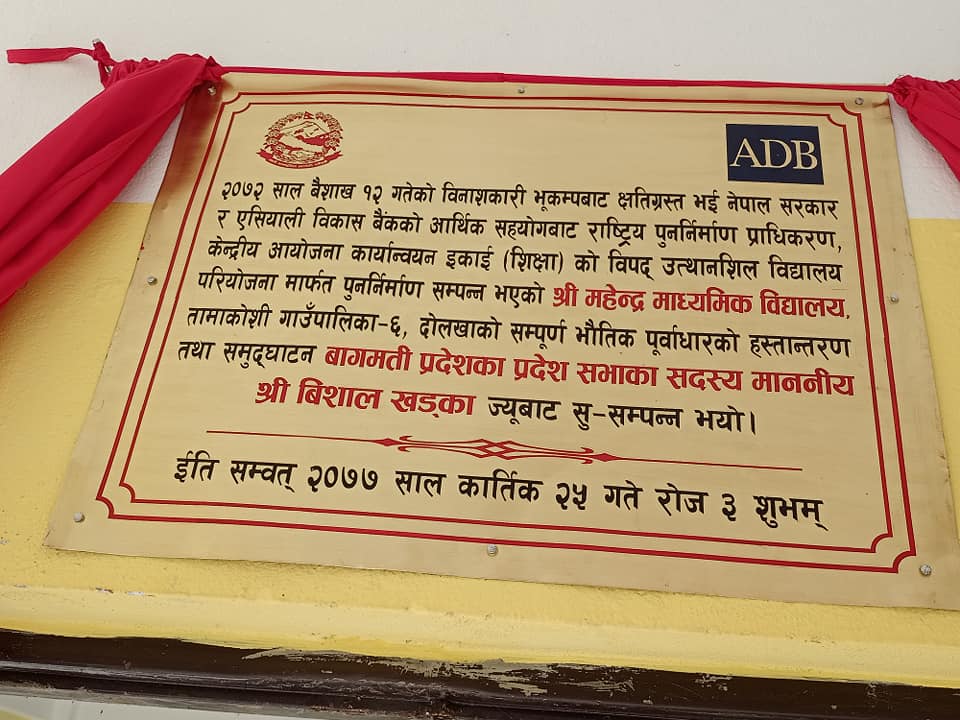 ADB
२०७२ साल बैशाख १२ गतेको विनाशकारी भूकम्पबाट क्षतिग्रस्त भई नेपाल सरकार
र एसियाली विकास बैंकको आर्थिक सहयोगबाट राष्ट्रिय पुनर्निर्माण प्राधिकरण,
केन्द्रीय आयोजना कार्यान्वयन इकाई (शिक्षा) को विपद् उत्थानशिल विद्यालय
परियोजना मार्फत पुनर्निर्माण सम्पन्न भएको श्री महेन्द्र माध्यमिक विद्यालय,
तामाकोशी गाउँपालिका-६, दोलखाको सम्पूर्ण भौतिक पूर्वाधारको हस्तान्तरण
तथा समुद्घाटन बागमती प्रदेशका प्रदेश सभाका सदस्य माननीय
श्री बिशाल खड्का ज्यूबाट सु-सम्पन्न भयो।
ईति सम्वत् २०७७ साल कार्तिक २५ गते रोज ३ शुभम्